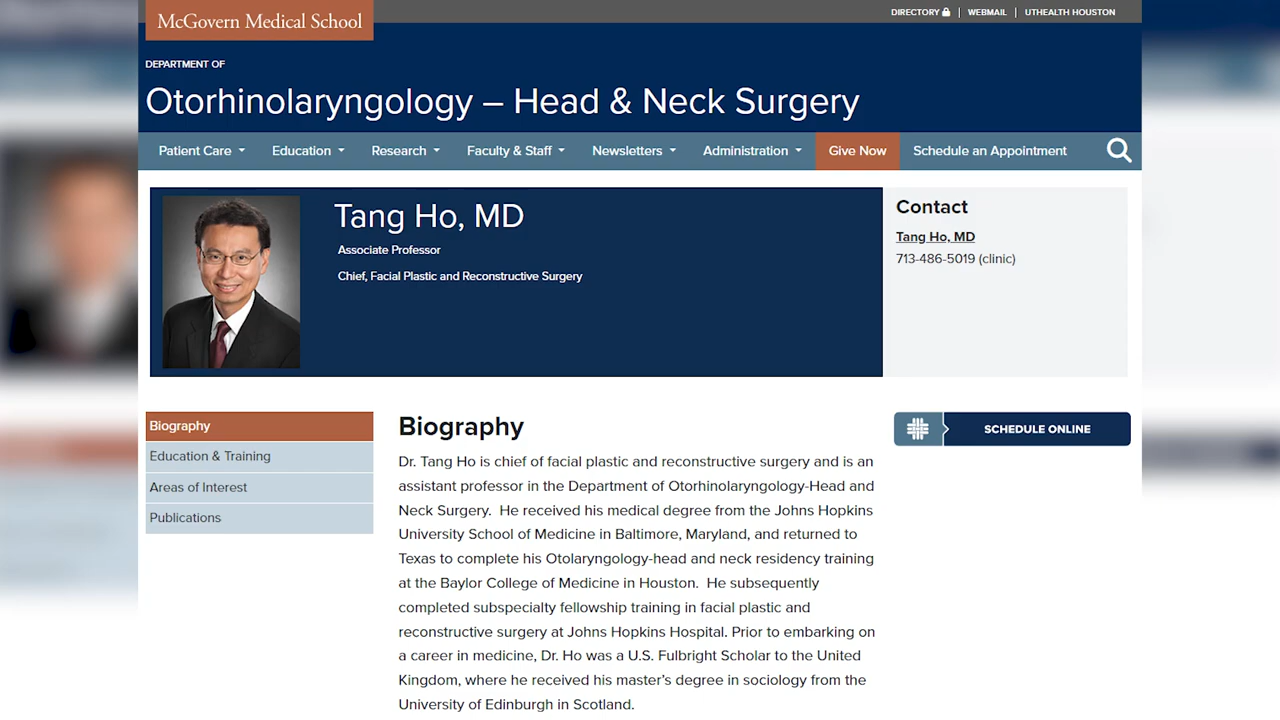 McGovern Medical School
DIRECTORY
WEBMAIL
UTHEALTH HOUSTON
DEPARTMENT OF
Otorhinolaryngology – Head & Neck Surgery
Patient Care
Education
Research
Faculty & Staff
Newsletters
Administration
Give Now
Schedule an Appointment
Tang Ho, MD
Associate Professor
Chief, Facial Plastic and Reconstructive Surgery
Contact
Tang Ho, MD
713-486-5019 (clinic)
Biography
Education & Training
Areas of Interest
Publications
Biography
Dr. Tang Ho is chief of facial plastic and reconstructive surgery and is an
assistant professor in the Department of Otorhinolaryngology-Head and
Neck Surgery.  He received his medical degree from the Johns Hopkins
University School of Medicine in Baltimore, Maryland, and returned to
Texas to complete his Otolaryngology-head and neck residency training
at the Baylor College of Medicine in Houston.  He subsequently
completed subspecialty fellowship training in facial plastic and
reconstructive surgery at Johns Hopkins Hospital. Prior to embarking on
a career in medicine, Dr. Ho was a U.S. Fulbright Scholar to the United
Kingdom, where he received his master's degree in sociology from the
University of Edinburgh in Scotland.
SCHEDULE ONLINE